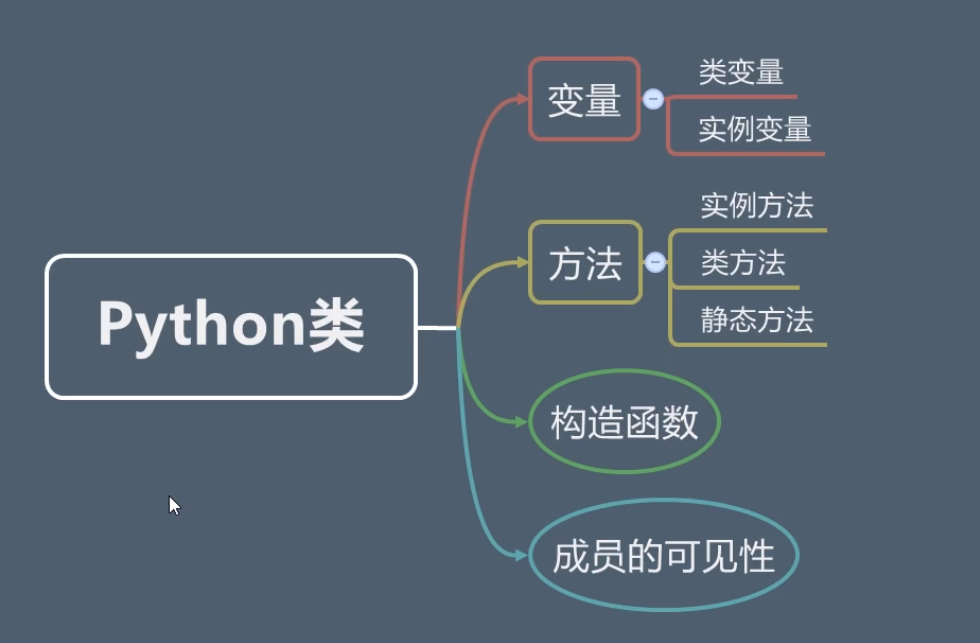 Python类
变量
类变量
实例变量
方法
实例方法
类方法
静态方法
构造函数
成员的可见性